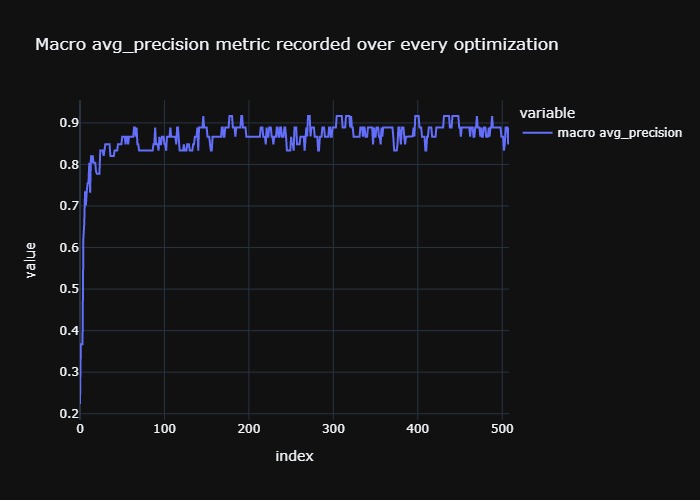 Macro avg_precision metric recorded over every optimization
variable
macro avg_precision
value
0.9
0.8
0.7
0.6
0.5
0.4
0.3
0.2
0 100 200 300 400 500
index